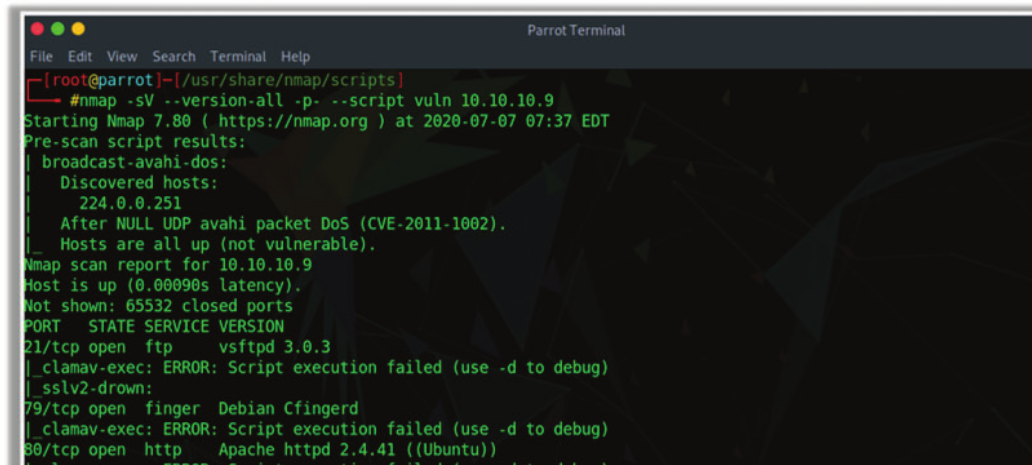 Parrot Terminal
File Edit View Search Terminal Help
[root@parrot]-[/usr/share/nmap/scripts]
#nmap -sV --version-all -p- --script vuln 10.10.10.9
Starting Nmap 7.80 ( https://nmap.org ) at 2020-07-07 07:37 EDT
Pre-scan script results:
| broadcast-avahi-dos:
|   Discovered hosts:
|     224.0.0.251
|   After NULL UDP avahi packet DoS (CVE-2011-1002).
|_  Hosts are all up (not vulnerable).
Nmap scan report for 10.10.10.9
Host is up (0.00090s latency).
Not shown: 65532 closed ports
PORT   STATE SERVICE VERSION
21/tcp open  ftp     vsftpd 3.0.3
|_clamav-exec: ERROR: Script execution failed (use -d to debug)
|_sslv2-drown:
79/tcp open  finger  Debian Cfingerd
|_clamav-exec: ERROR: Script execution failed (use -d to debug)
80/tcp open  http    Apache httpd 2.4.41 ((Ubuntu))